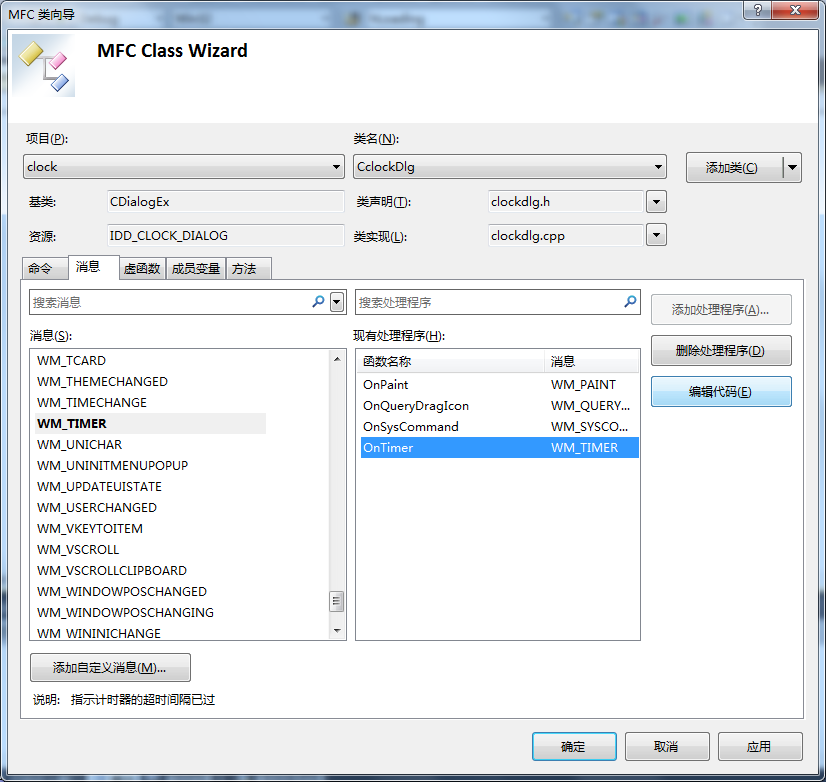 MFC 类向导
MFC Class Wizard
项目(P):
类名(N):
clock
CclockDlg
添加类(C)
基类:
CDialogEx
类声明(T):
clockdlg.h
资源:
IDD_CLOCK_DIALOG
类实现(L):
clockdlg.cpp
命令 消息 虚函数 成员变量 方法
搜索消息
搜索处理程序
添加处理程序(A)...
消息(S):
现有处理程序(H):
删除处理程序(D)
编辑代码(E)
WM_TCARD
WM_THEMECHANGED
WM_TIMECHANGE
WM_TIMER
WM_UNICHAR
WM_UNINITMENUPOPUP
WM_UPDATEUISTATE
WM_USERCHANGED
WM_VKEYTOITEM
WM_VSCROLL
WM_VSCROLLCLIPBOARD
WM_WINDOWPOSCHANGED
WM_WINDOWPOSCHANGING
WM_WININICHANGE
函数名称 消息
OnPaint WM_PAINT
OnQueryDragIcon WM_QUERY...
OnSysCommand WM_SYSCO...
OnTimer WM_TIMER
添加自定义消息(M)...
说明: 指示计时器的超时间隔已过
确定
取消
应用